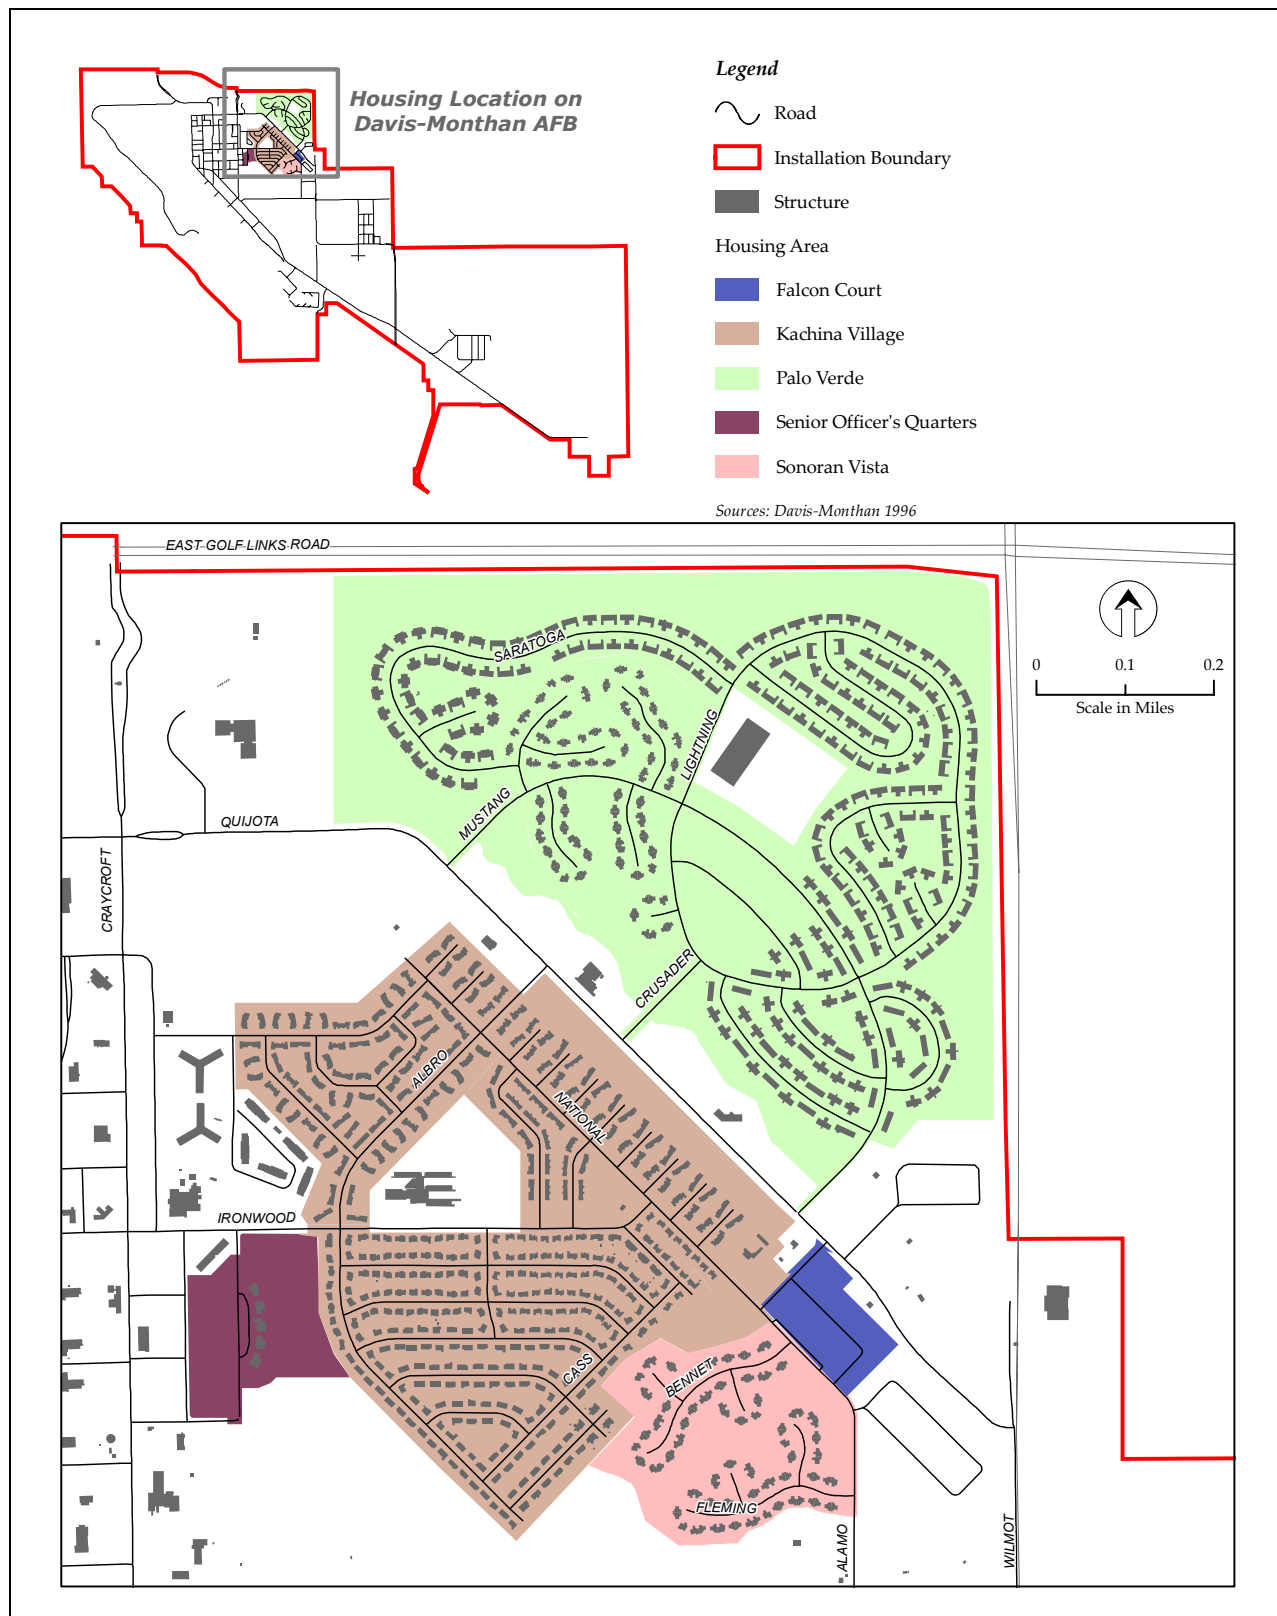 Housing Location on
Davis-Monthan AFB
Legend
Road
Installation Boundary
Structure
Housing Area
Falcon Court
Kachina Village
Palo Verde
Senior Officer's Quarters
Sonoran Vista
Sources: Davis-Monthan 1996
EAST GOLF LINKS ROAD
0 0.1 0.2
Scale in Miles
SARATOGA
LIGHTNING
MUSTANG
QUIJOTA
CRAYCROFT
CRUSADER
ALBRO
NATIONAL
IRONWOOD
CASS
BENNET
FLEMING
ALAMO
WILMOT